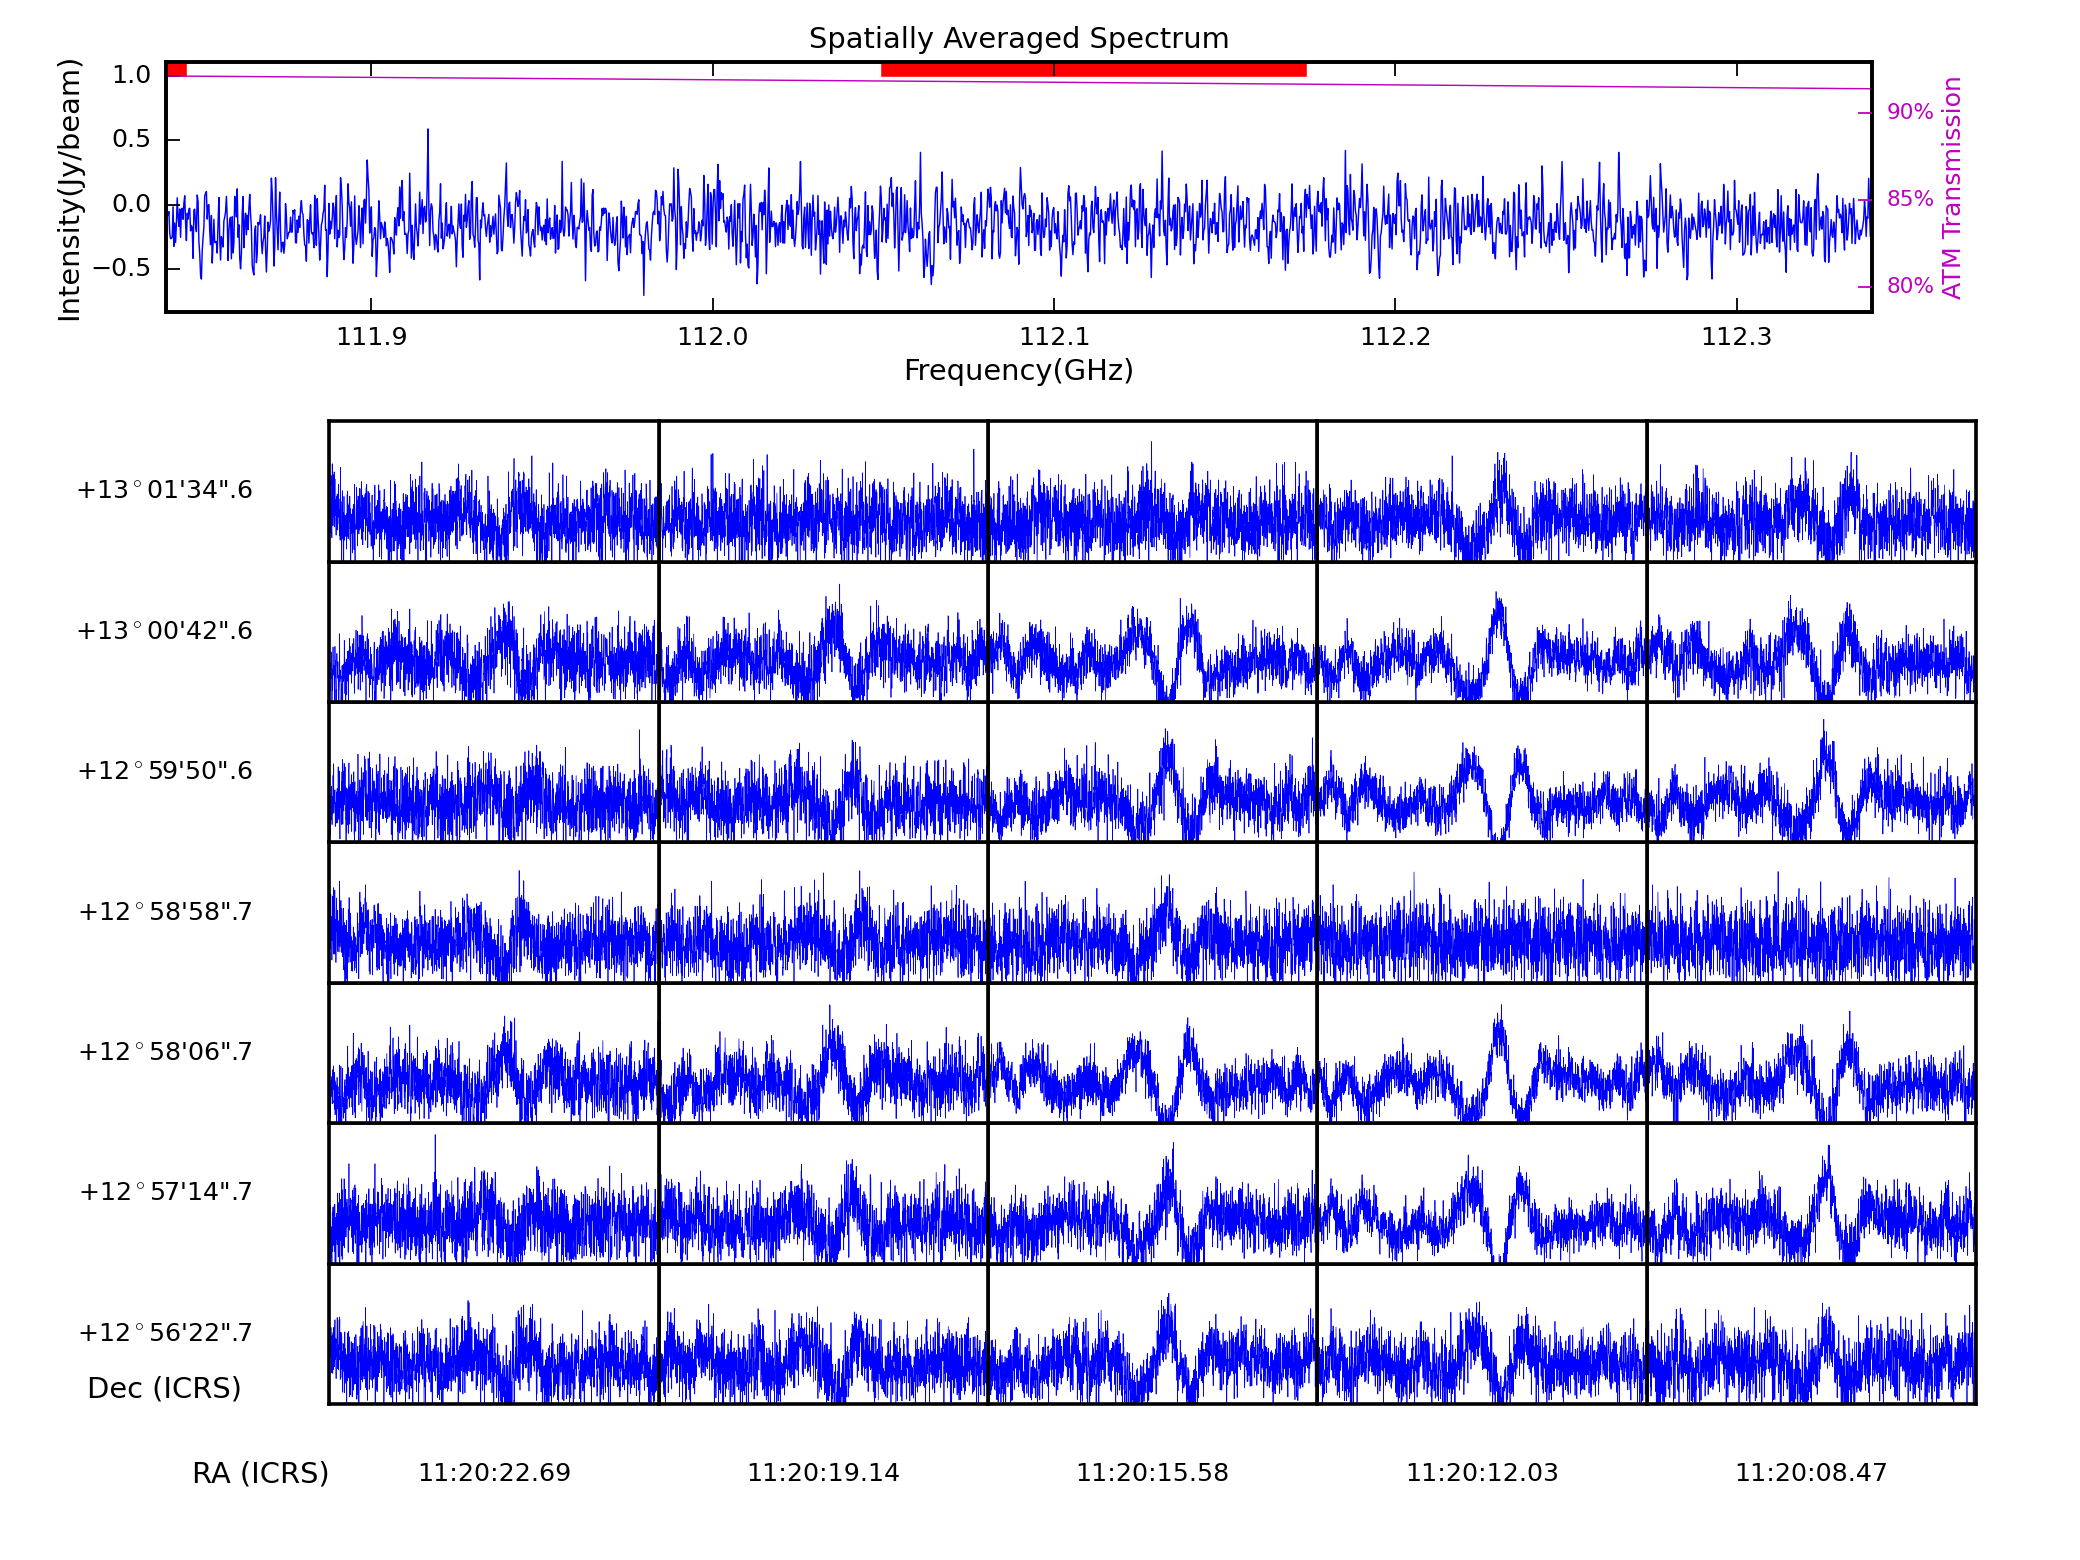 Spatially Averaged Spectrum
Intensity(Jy/beam)
1.0
0.5
0.0
−0.5
90%
85%
80%
ATM Transmission
111.9 112.0 112.1 112.2 112.3
Frequency(GHz)
+13°01'34".6
+13°00'42".6
+12°59'50".6
+12°58'58".7
+12°58'06".7
+12°57'14".7
+12°56'22".7
Dec (ICRS)
RA (ICRS) 11:20:22.69 11:20:19.14 11:20:15.58 11:20:12.03 11:20:08.47